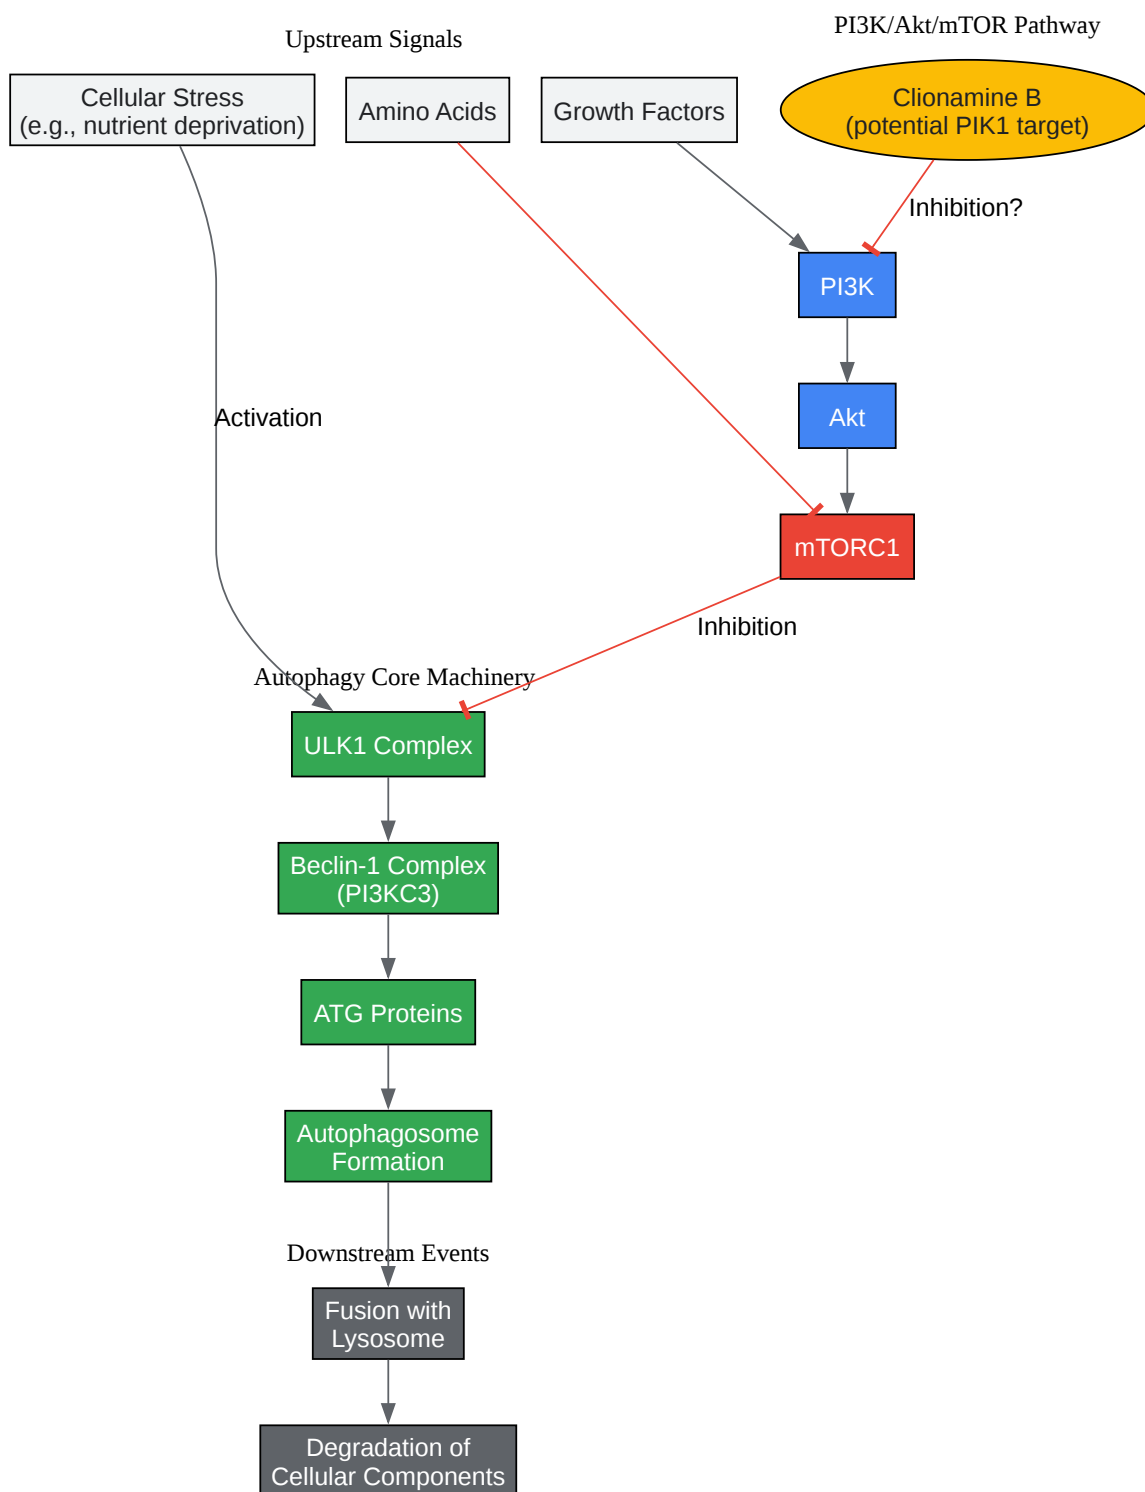 PI3K/Akt/mTOR Pathway
Upstream Signals
Cellular Stress
(e.g., nutrient deprivation)
Amino Acids
Growth Factors
Clionamine B
(potential PIK1 target)
Inhibition?
PI3K
Activation
Akt
mTORC1
Inhibition
Autophagy Core Machinery
ULK1 Complex
Beclin-1 Complex
(PI3KC3)
ATG Proteins
Autophagosome
Formation
Downstream Events
Fusion with
Lysosome
Degradation of
Cellular Components